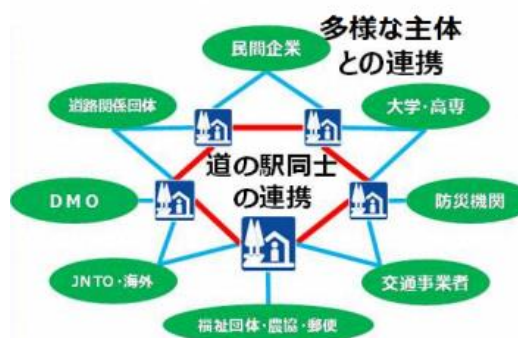 多様な主体
との連携
民間企業
道路関係団体
大学・高専
道の駅同士
の連携
DMO
防災機関
JNTO・海外
交通事業者
福祉団体・農協・郵便